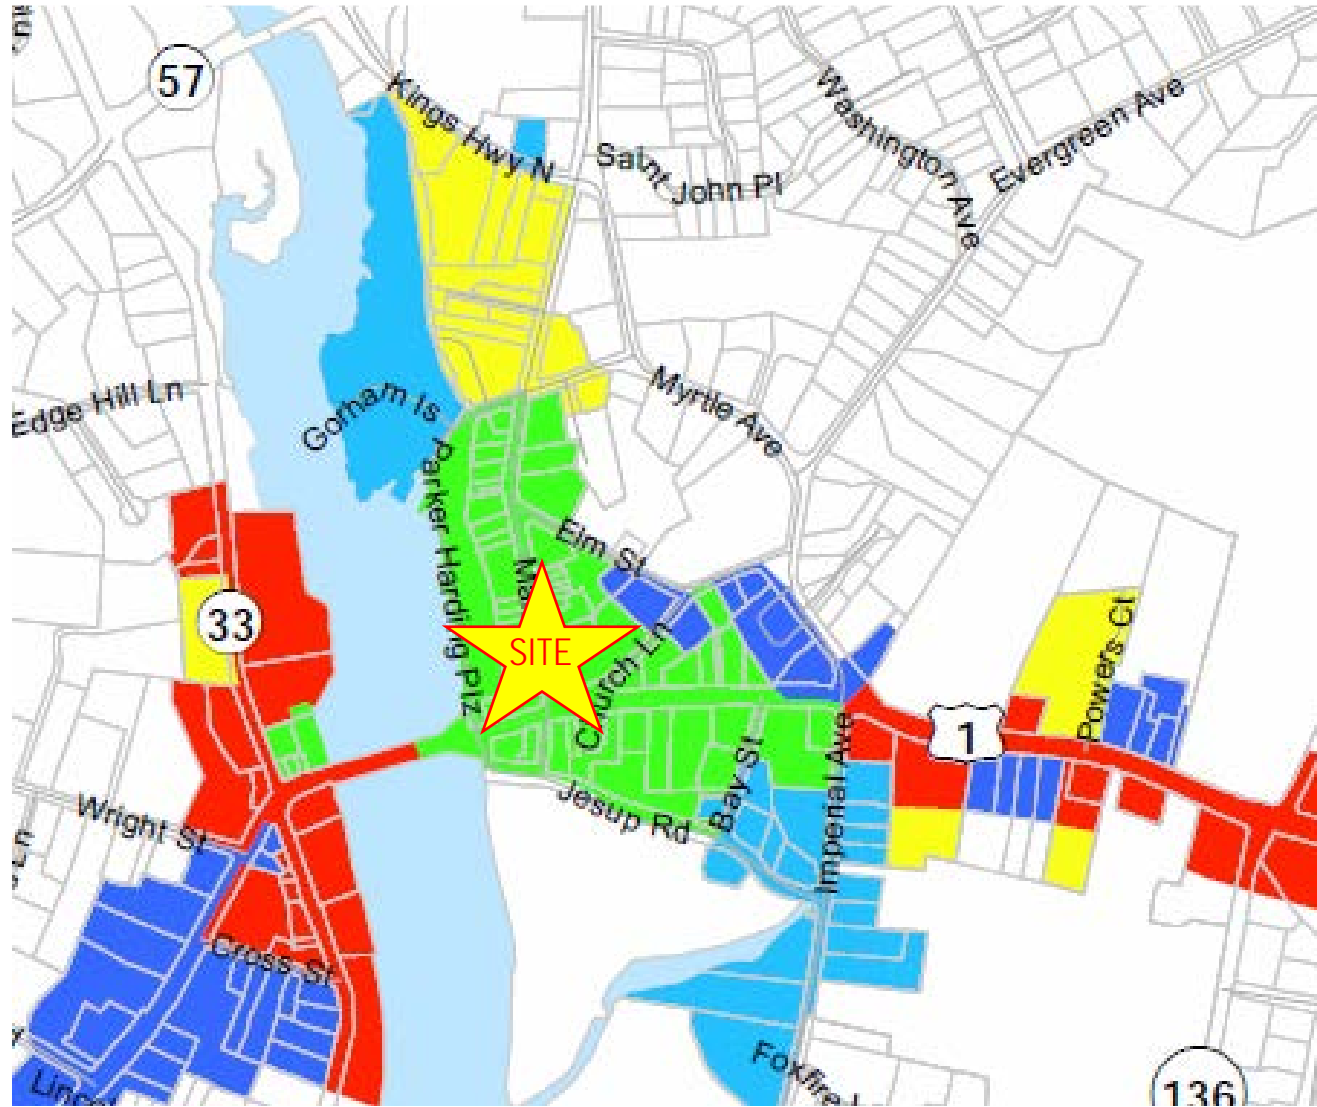 57
Kings Hwy N
Saint John Pl
Washington Ave
Evergreen Ave
Edge Hill Ln
Gorham Is
Myrtle Ave
Parker Harding Plz
Elm St
33
SITE
Church Ln
Powers Ct
1
Bay St
Imperial Ave
Jesup Rd
Wright St
Ln
Cross St
136